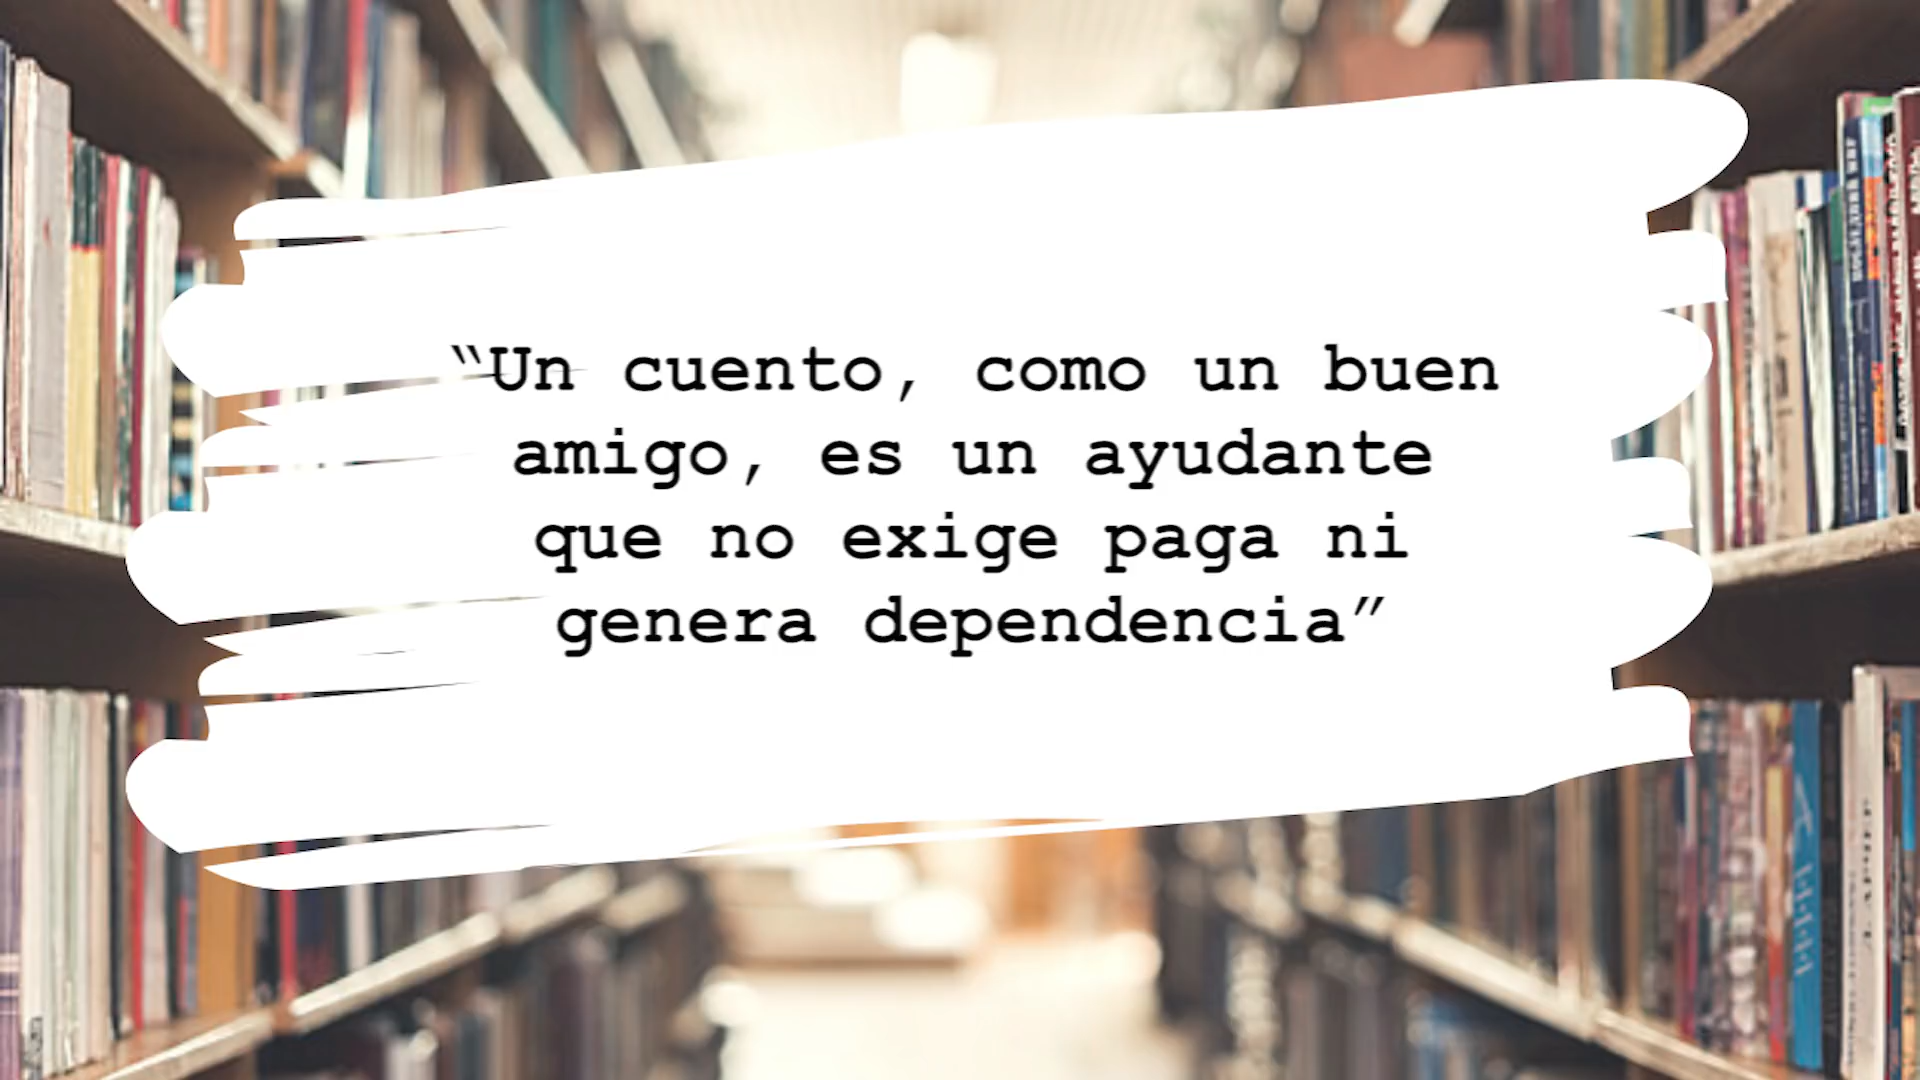 “Un cuento, como un buen
amigo, es un ayudante
que no exige paga ni
genera dependencia”